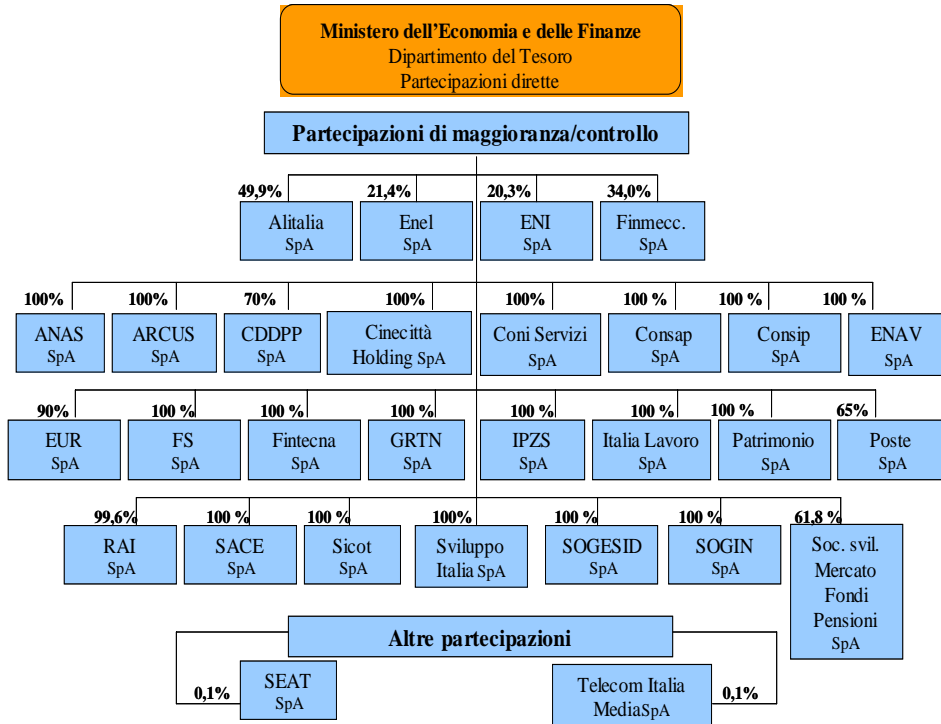 Ministero dell'Economia e delle Finanze
Dipartimento del Tesoro
Partecipazioni dirette
Partecipazioni di maggioranza/controllo
49,9%
21,4%
20,3%
34,0%
Alitalia
SpA
Enel
SpA
ENI
SpA
Finmecc.
SpA
100%
100%
70%
100%
100%
100 %
100 %
100 %
ANAS
SpA
ARCUS
SpA
CDDPP
SpA
Cinecittà
Holding SpA
Coni Servizi
SpA
Consap
SpA
Consip
SpA
ENAV
SpA
90%
100 %
100 %
100 %
100 %
100 %
100 %
65%
EUR
SpA
FS
SpA
Fintecna
SpA
GRTN
SpA
IPZS
SpA
Italia Lavoro
SpA
Patrimonio
SpA
Poste
SpA
99,6%
100 %
100 %
100%
100 %
100 %
61,8 %
RAI
SpA
SACE
SpA
Sicot
SpA
Sviluppo
Italia SpA
SOGESID
SpA
SOGIN
SpA
Soc. svil.
Mercato
Fondi
Pensioni
SpA
Altre partecipazioni
0,1%
SEAT
SpA
Telecom Italia
MediaSpA
0,1%